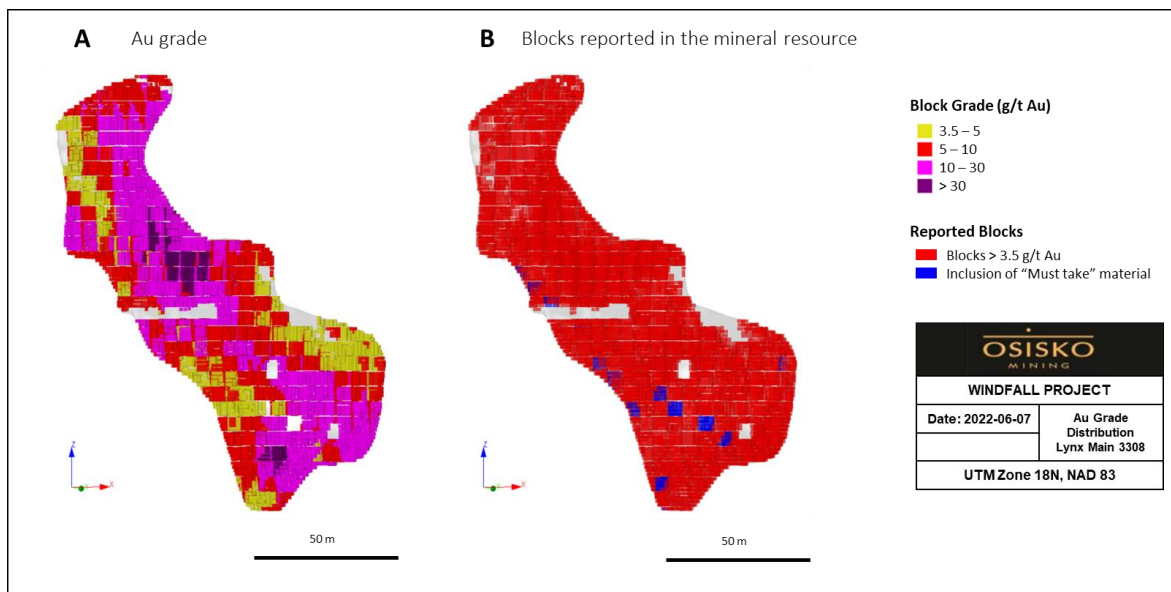 A Au grade
B Blocks reported in the mineral resource
Block Grade (g/t Au)
3.5 – 5
5 – 10
10 – 30
> 30
Reported Blocks
Blocks > 3.5 g/t Au
Inclusion of “Must take” material
OSISKO
MINING
WINDFALL PROJECT
Date: 2022-06-07
Au Grade
Distribution
Lynx Main 3308
UTM Zone 18N, NAD 83
Z
Y
X
50 m
Z
Y
X
50 m